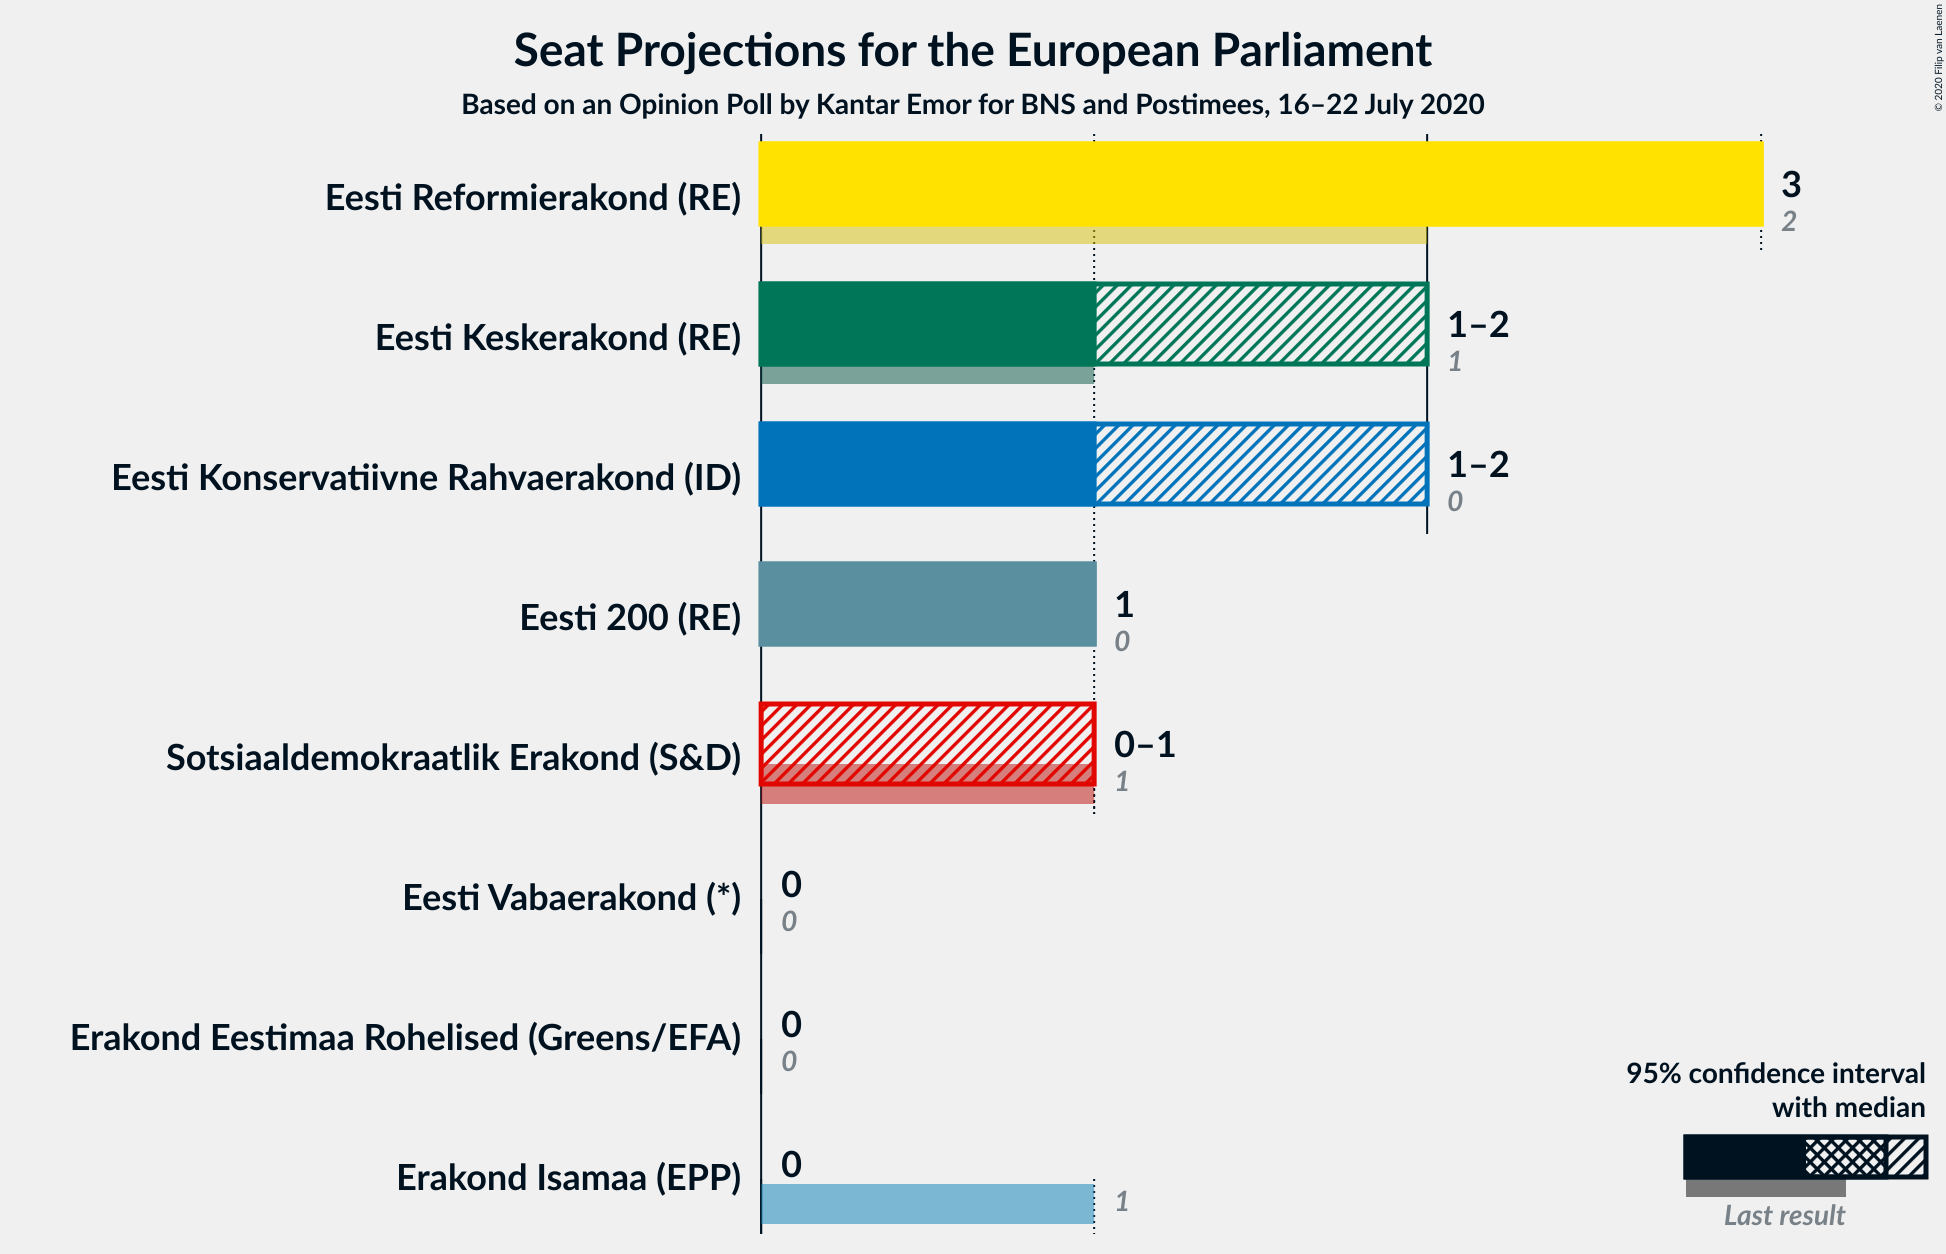 Seat Projections for the European Parliament
Based on an Opinion Poll by Kantar Emor for BNS and Postimees, 16–22 July 2020
© 2020 Filip van Laenen
Eesti Reformierakond (RE)
3
2
Eesti Keskerakond (RE)
1–2
1
Eesti Konservatiivne Rahvaerakond (ID)
1–2
0
Eesti 200 (RE)
1
0
Sotsiaaldemokraatlik Erakond (S&D)
0–1
1
Eesti Vabaerakond (*)
0
0
Erakond Eestimaa Rohelised (Greens/EFA)
0
0
Erakond Isamaa (EPP)
0
1
95% confidence interval
with median
Last result